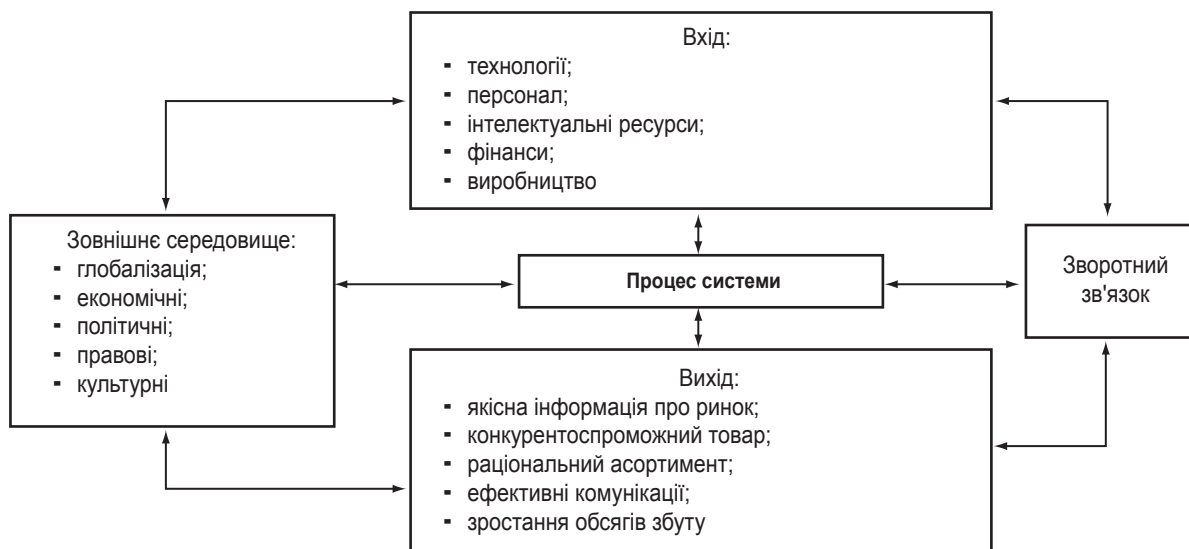 Вхід:
- технології;
- персонал;
- інтелектуальні ресурси;
- фінанси;
- виробництво
Зовнішнє середовище:
- глобалізація;
- економічні;
- політичні;
- правові;
- культурні
Процес системи
Зворотний
зв'язок
Вихід:
- якісна інформація про ринок;
- конкурентоспроможний товар;
- раціональний асортимент;
- ефективні комунікації;
- зростання обсягів збуту